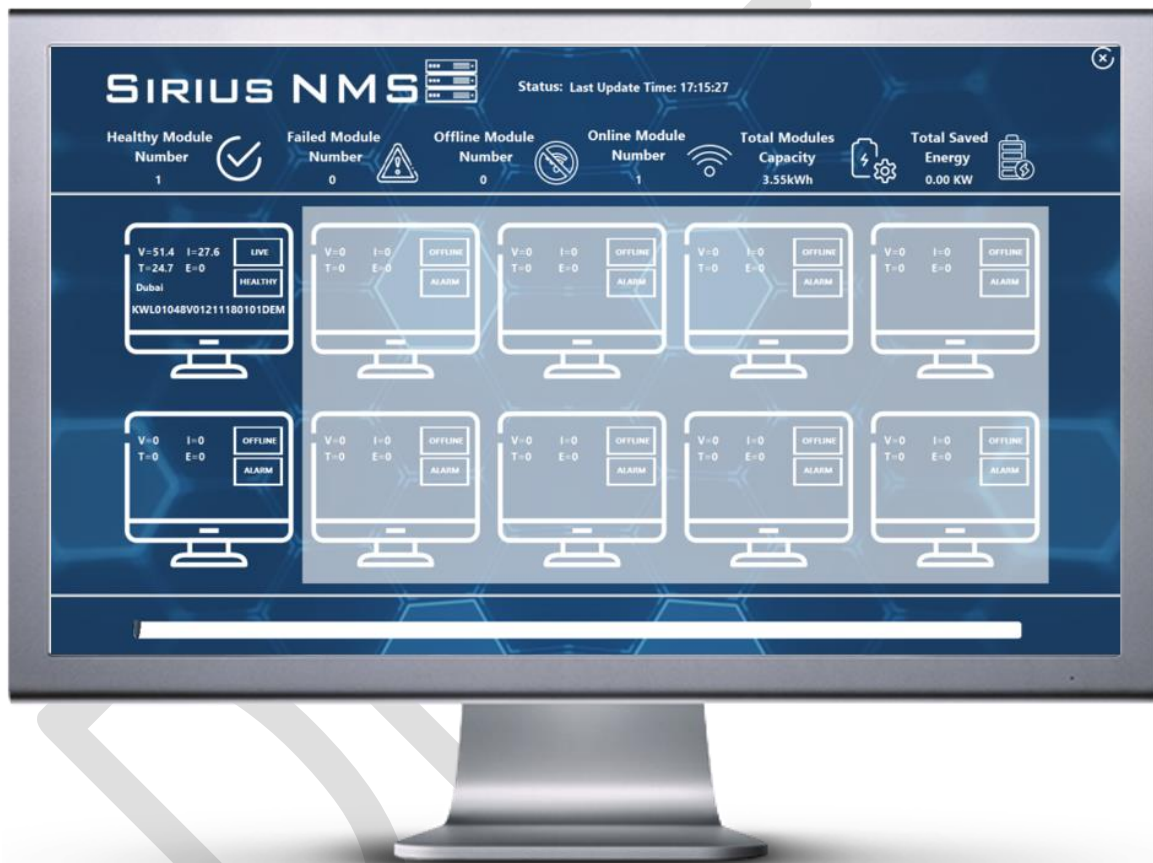 SIRIUS NMS
Status: Last Update Time: 17:15:27
Healthy Module
Number
1
Failed Module
Number
0
Offline Module
Number
0
Online Module
Number
1
Total Modules
Capacity
3.55kWh
Total Saved
Energy
0.00 KW
V=51.4 I=27.6 LIVE
T=24.7 E=0
Dubai HEALTHY
KWL01048V01211180101DEM
V=0 I=0 OFFLINE
T=0 E=0
ALARM
V=0 I=0 OFFLINE
T=0 E=0
ALARM
V=0 I=0 OFFLINE
T=0 E=0
ALARM
V=0 I=0 OFFLINE
T=0 E=0
ALARM
V=0 I=0 OFFLINE
T=0 E=0
ALARM
V=0 I=0 OFFLINE
T=0 E=0
ALARM
V=0 I=0 OFFLINE
T=0 E=0
ALARM
V=0 I=0 OFFLINE
T=0 E=0
ALARM
V=0 I=0 OFFLINE
T=0 E=0
ALARM